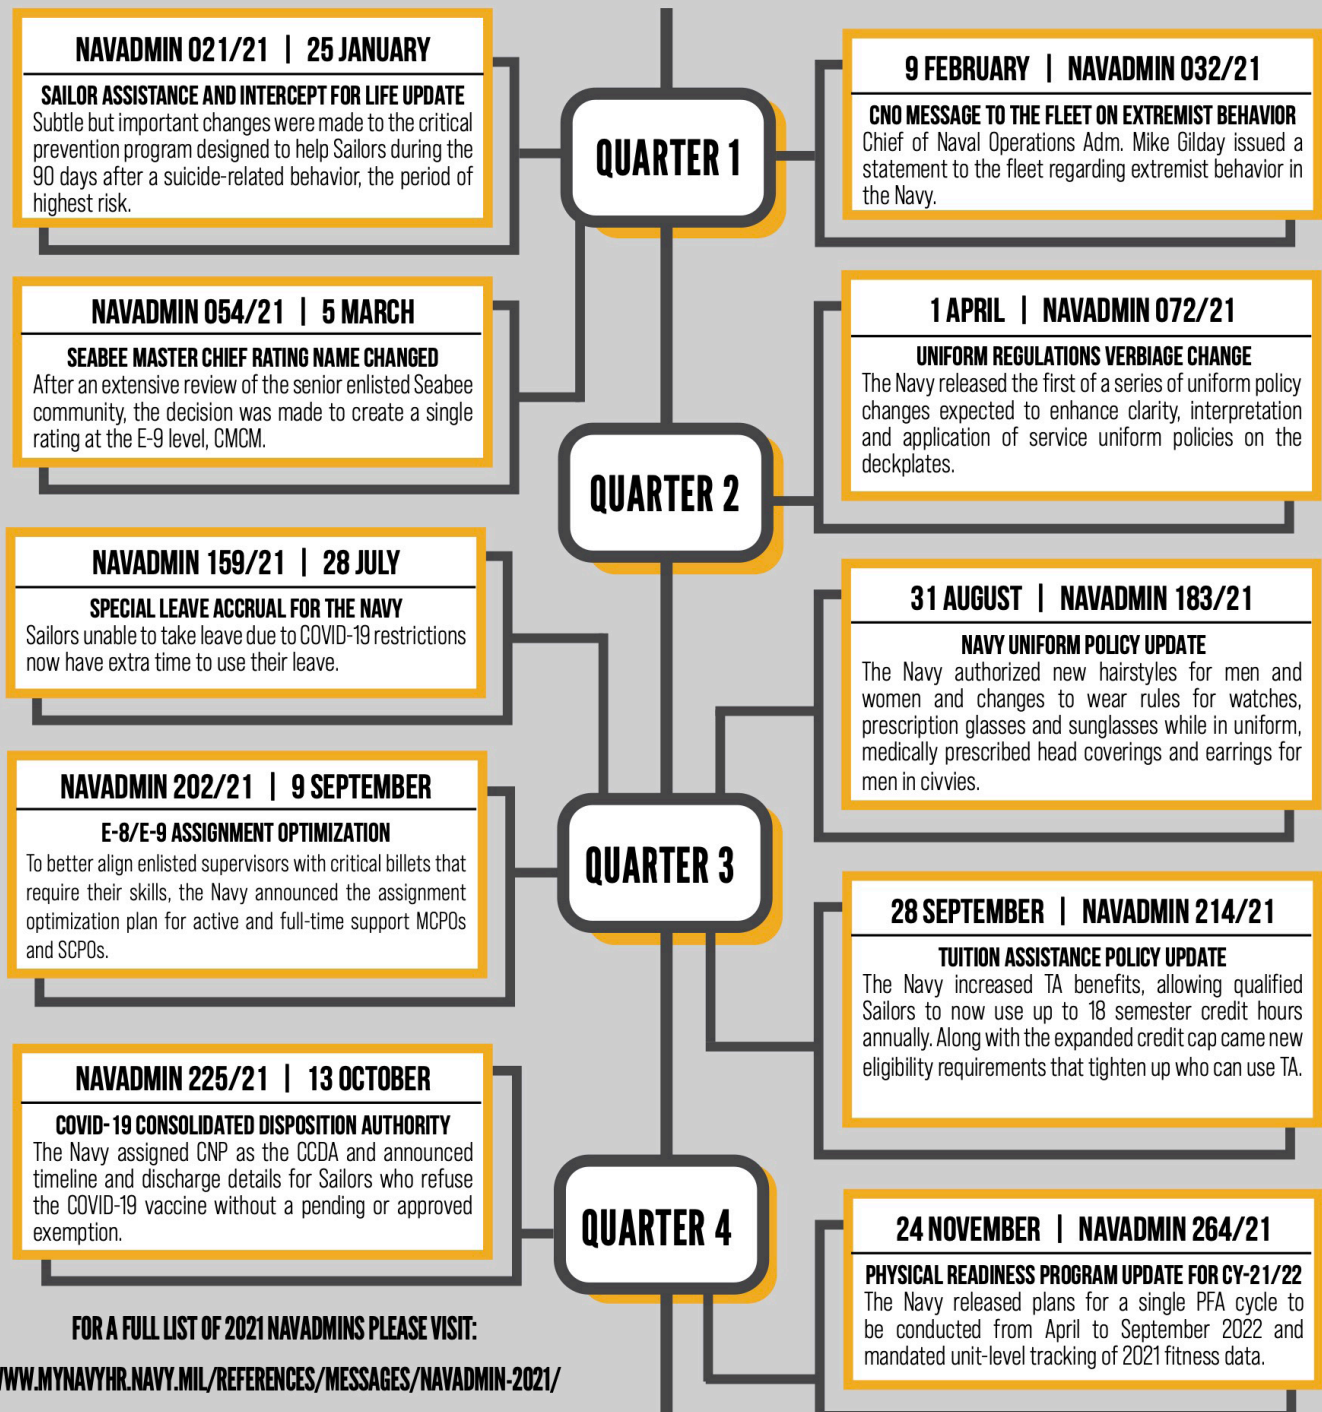 NAVADMIN 021/21 | 25 JANUARY
SAILOR ASSISTANCE AND INTERCEPT FOR LIFE UPDATE
Subtle but important changes were made to the critical
prevention program designed to help Sailors during the
90 days after a suicide-related behavior, the period of
highest risk.
QUARTER 1
9 FEBRUARY | NAVADMIN 032/21
CNO MESSAGE TO THE FLEET ON EXTREMIST BEHAVIOR
Chief of Naval Operations Adm. Mike Gilday issued a
statement to the fleet regarding extremist behavior in
the Navy.
NAVADMIN 054/21 | 5 MARCH
SEABEE MASTER CHIEF RATING NAME CHANGED
After an extensive review of the senior enlisted Seabee
community, the decision was made to create a single
rating at the E-9 level, CMCM.
1 APRIL | NAVADMIN 072/21
UNIFORM REGULATIONS VERBIAGE CHANGE
The Navy released the first of a series of uniform policy
changes expected to enhance clarity, interpretation
and application of service uniform policies on the
deckplates.
QUARTER 2
NAVADMIN 159/21 | 28 JULY
SPECIAL LEAVE ACCRUAL FOR THE NAVY
Sailors unable to take leave due to COVID-19 restrictions
now have extra time to use their leave.
31 AUGUST | NAVADMIN 183/21
NAVY UNIFORM POLICY UPDATE
The Navy authorized new hairstyles for men and
women and changes to wear rules for watches,
prescription glasses and sunglasses while in uniform,
medically prescribed head coverings and earrings for
men in civvies.
NAVADMIN 202/21 | 9 SEPTEMBER
E-8/E-9 ASSIGNMENT OPTIMIZATION
To better align enlisted supervisors with critical billets that
require their skills, the Navy announced the assignment
optimization plan for active and full-time support MCPOs
and SCPOs.
QUARTER 3
28 SEPTEMBER | NAVADMIN 214/21
TUITION ASSISTANCE POLICY UPDATE
The Navy increased TA benefits, allowing qualified
Sailors to now use up to 18 semester credit hours
annually. Along with the expanded credit cap came new
eligibility requirements that tighten up who can use TA.
NAVADMIN 225/21 | 13 OCTOBER
COVID-19 CONSOLIDATED DISPOSITION AUTHORITY
The Navy assigned CNP as the CCDA and announced
timeline and discharge details for Sailors who refuse
the COVID-19 vaccine without a pending or approved
exemption.
QUARTER 4
24 NOVEMBER | NAVADMIN 264/21
PHYSICAL READINESS PROGRAM UPDATE FOR CY-21/22
The Navy released plans for a single PFA cycle to
be conducted from April to September 2022 and
mandated unit-level tracking of 2021 fitness data.
FOR A FULL LIST OF 2021 NAVADMINS PLEASE VISIT:
WWW.MYNAVYHR.NAVY.MIL/REFERENCES/MESSAGES/NAVADMIN-2021/